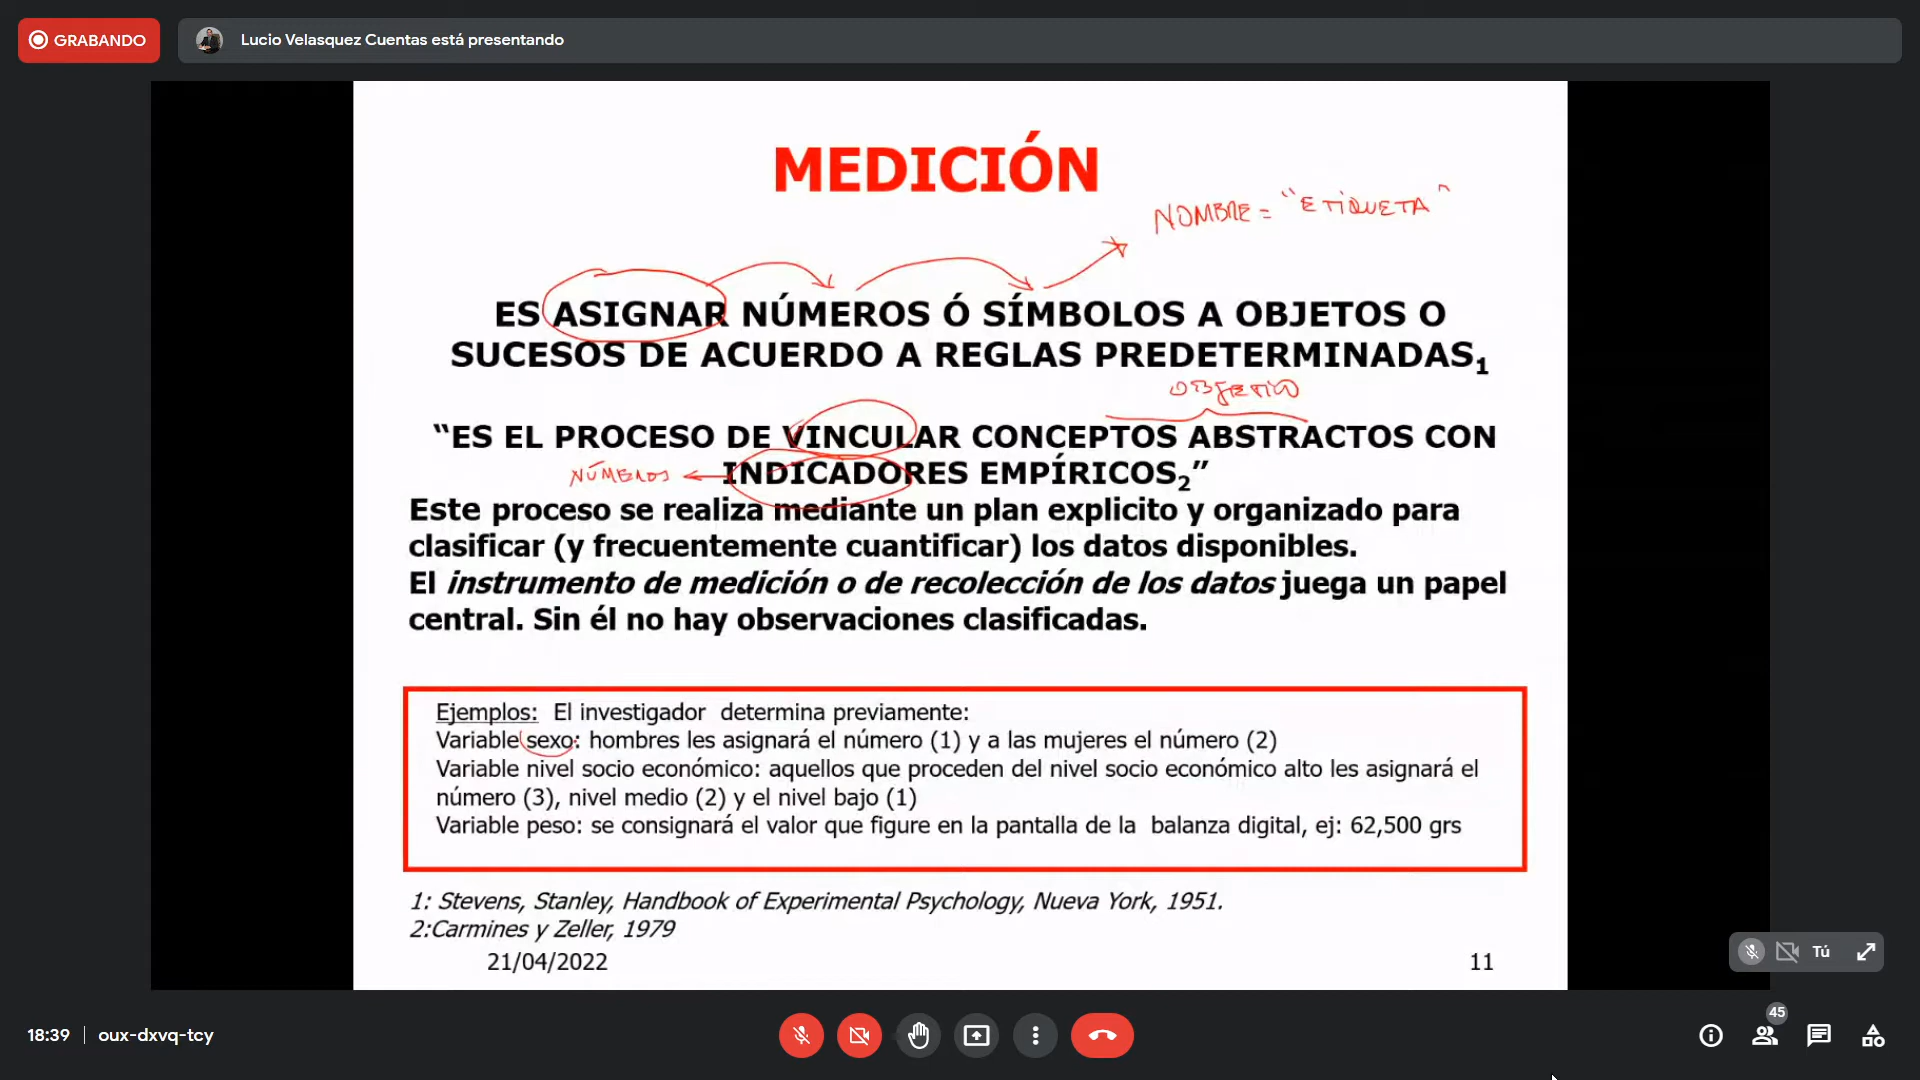 GRABANDO
Lucio Velasquez Cuentas está presentando
MEDICIÓN
NOMBRE = "ETIQUETA"
ES ASIGNAR NÚMEROS Ó SÍMBOLOS A OBJETOS O
SUCESOS DE ACUERDO A REGLAS PREDETERMINADAS1
OBJETIVO
“ES EL PROCESO DE VINCULAR CONCEPTOS ABSTRACTOS CON
NÚMEROS
INDICADORES EMPÍRICOS2”
Este proceso se realiza mediante un plan explicito y organizado para
clasificar (y frecuentemente cuantificar) los datos disponibles.
El instrumento de medición o de recolección de los datos juega un papel
central. Sin él no hay observaciones clasificadas.
Ejemplos: El investigador determina previamente:
Variable sexo: hombres les asignará el número (1) y a las mujeres el número (2)
Variable nivel socio económico: aquellos que proceden del nivel socio económico alto les asignará el
número (3), nivel medio (2) y el nivel bajo (1)
Variable peso: se consignará el valor que figure en la pantalla de la balanza digital, ej: 62,500 grs
1: Stevens, Stanley, Handbook of Experimental Psychology, Nueva York, 1951.
2:Carmines y Zeller, 1979
21/04/2022
11
Tú
18:39
oux-dxvq-tcy
45